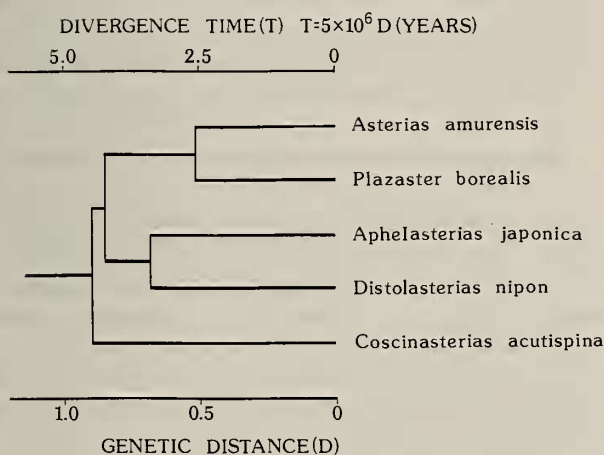 DIVERGENCE TIME(T) T=5×10⁶ D(YEARS)
5.0 2.5 0
Asterias amurensis
Plazaster borealis
Aphelasterias japonica
Distolasterias nipon
Coscinasterias acutispina
1.0 0.5 0
GENETIC DISTANCE(D)